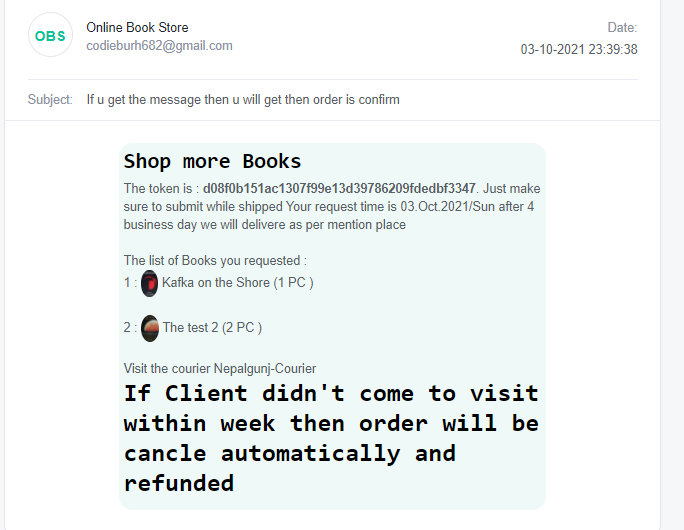 OBS
Online Book Store
Date:
codieburh682@gmail.com
03-10-2021 23:39:38
Subject: If u get the message then u will get then order is confirm
Shop more Books
The token is : d08f0b151ac1307f99e13d39786209fdedbf3347. Just make
sure to submit while shipped Your request time is 03.Oct.2021/Sun after 4
business day we will delivere as per mention place
The list of Books you requested :
1 : Kafka on the Shore (1 PC )
2 : The test 2 (2 PC )
Visit the courier Nepalgunj-Courier
If Client didn't come to visit
within week then order will be
cancle automatically and
refunded